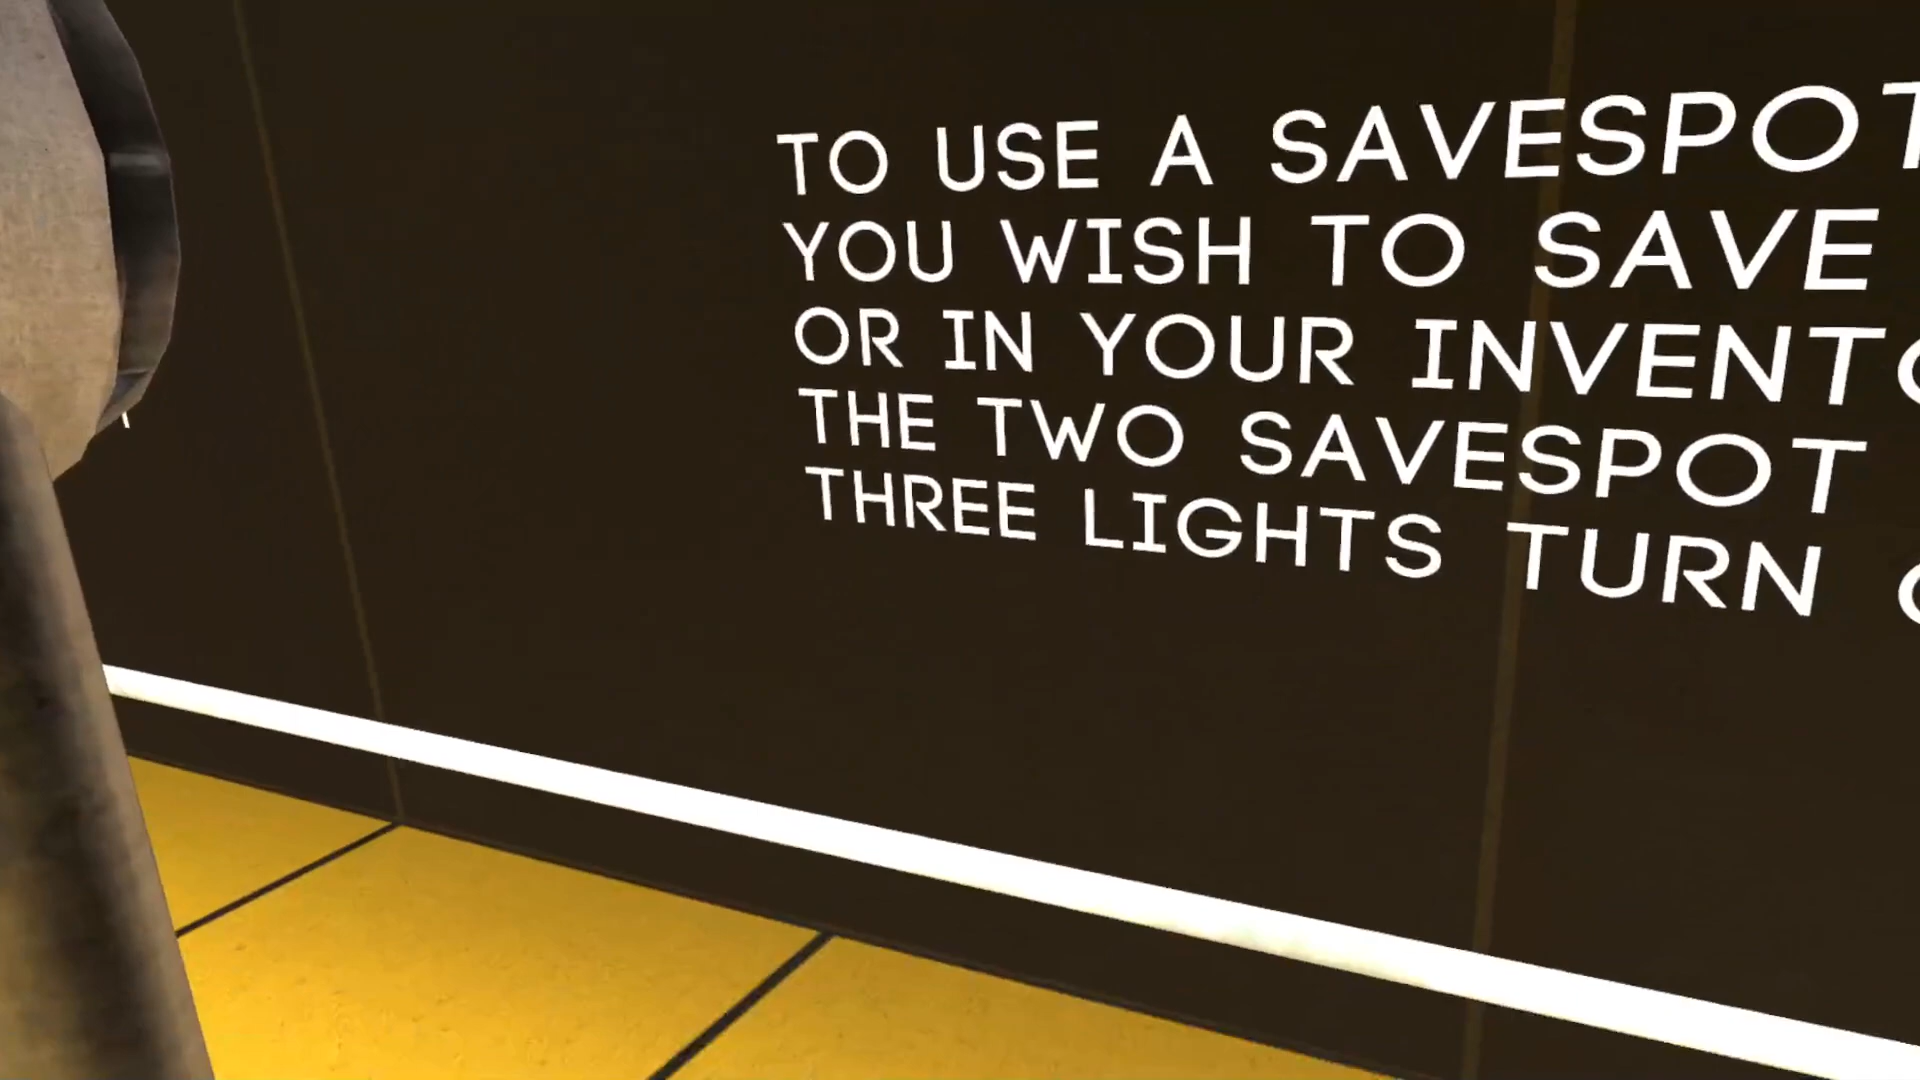 TO USE A SAVESPOT
YOU WISH TO SAVE
OR IN YOUR
THE TWO SAVESPOT
THREE LIGHTS TURN